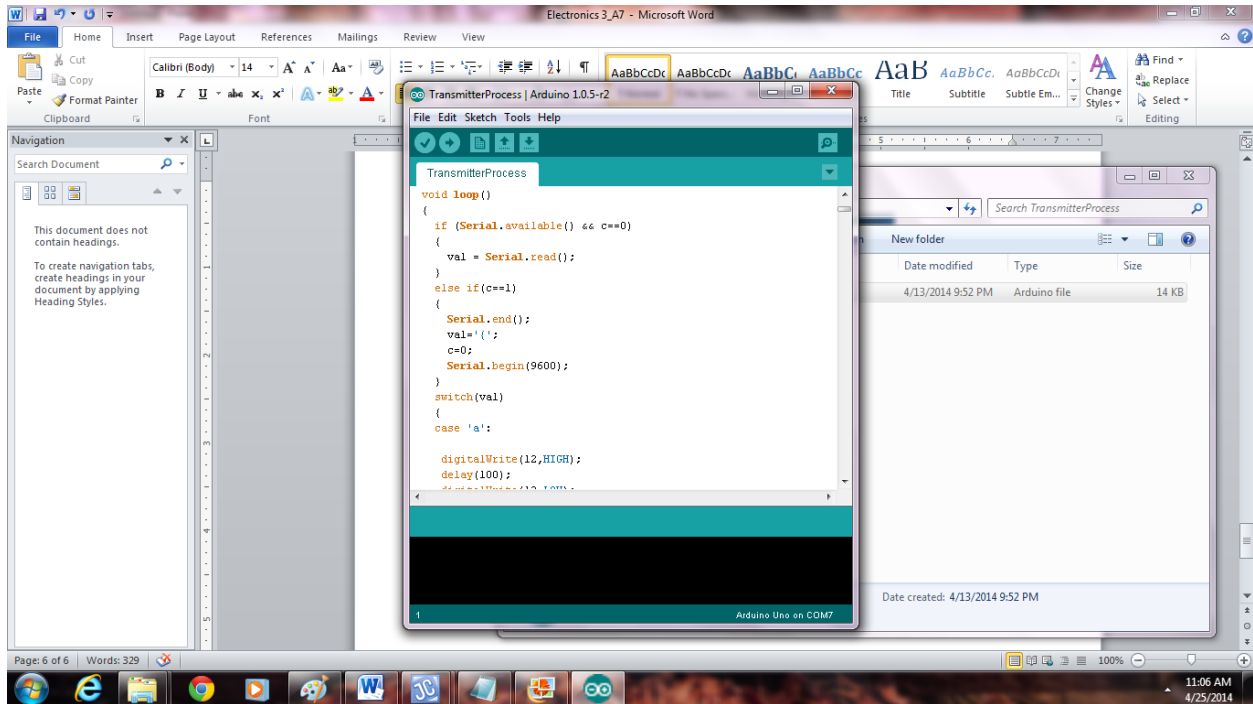 Electronics 3_A7 - Microsoft Word
File Home Insert Page Layout References Mailings Review View
Cut
Copy
Format Painter
Paste
Clipboard
Calibri (Body) 14
Font
AaBbCcDc AaBbCcDc AaBbC AaBbCc AaB AaBbCc. AaBbCcDc
Title Subtitle Subtle Em...
Change Styles
Find
Replace
Select
Editing
Navigation
Search Document
This document does not
contain headings.
To create navigation tabs,
create headings in your
document by applying
Heading Styles.
TransmitterProcess | Arduino 1.0.5-r2
File Edit Sketch Tools Help
TransmitterProcess
void loop()
{
if (Serial.available() && c==0)
{
val = Serial.read();
}
else if(c==1)
{
Serial.end();
val='(';
c=0;
Serial.begin(9600);
}
switch(val)
{
case 'a':
digitalWrite(12,HIGH);
delay(100);
digitalWrite(12,LOW);
1
Arduino Uno on COM7
Search TransmitterProcess
New folder
Date modified Type Size
4/13/2014 9:52 PM Arduino file 14 KB
Date created: 4/13/2014 9:52 PM
Page: 6 of 6 Words: 329
100%
11:06 AM
4/25/2014